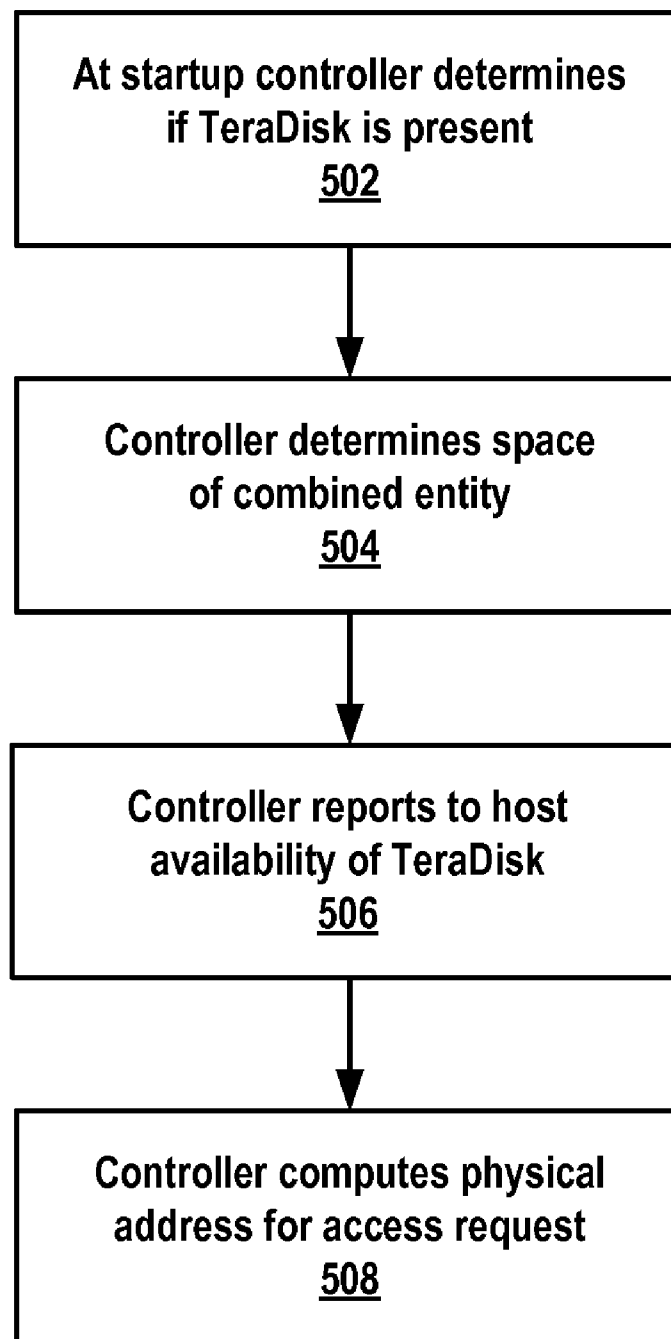 At startup controller determines
if TeraDisk is present
502
Controller determines space
of combined entity
504
Controller reports to host
availability of TeraDisk
506
Controller computes physical
address for access request
508